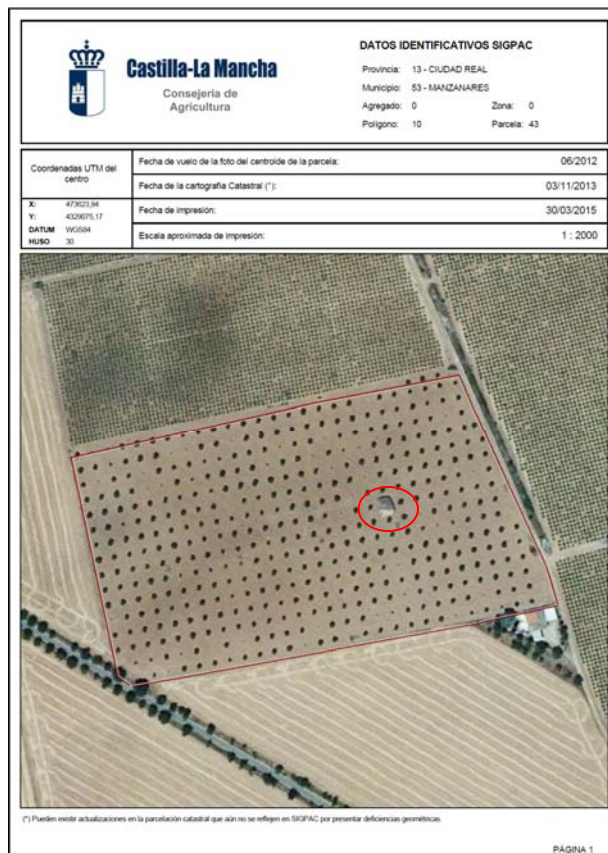 Castilla-La Mancha
Consejería de
Agricultura
DATOS IDENTIFICATIVOS SIGPAC
Provincia: 13 - CIUDAD REAL
Municipio: 53 - MANZANARES
Agregado: 0 Zona: 0
Polígono: 10 Parcela: 43
Coordenadas UTM del
centro
X: 473623,94
Y: 4329075,17
DATUM WGS84
HUSO 30
Fecha de vuelo de la foto del centroide de la parcela: 06/2012
Fecha de la cartografía Catastral (*): 03/11/2013
Fecha de impresión: 30/03/2015
Escala aproximada de impresión: 1 : 2000
(*) Pueden existir actualizaciones en la parcelación catastral que aún no se reflejen en SIGPAC por presentar deficiencias geométricas.
PÁGINA 1